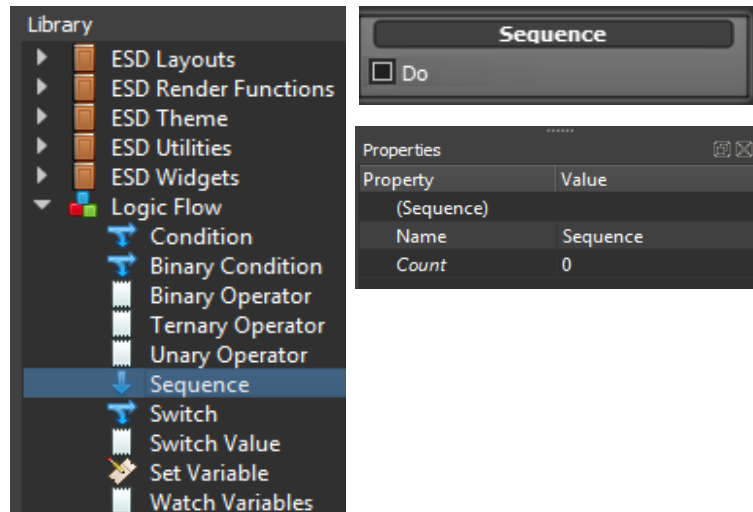 Library
ESD Layouts
ESD Render Functions
ESD Theme
ESD Utilities
ESD Widgets
Logic Flow
Condition
Binary Condition
Binary Operator
Ternary Operator
Unary Operator
Sequence
Switch
Switch Value
Set Variable
Watch Variables
Sequence
Do
Properties
Property Value
(Sequence)
Name Sequence
Count 0